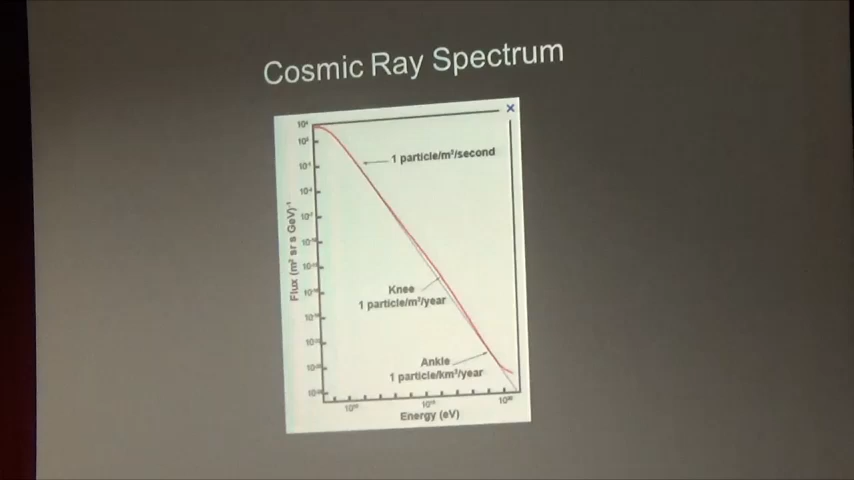 Cosmic Ray Spectrum
x
1 particle/m²/second
Flux (m² sr s GeV)⁻¹
Knee
1 particle/m²/year
Ankle
1 particle/km²/year
Energy (eV)